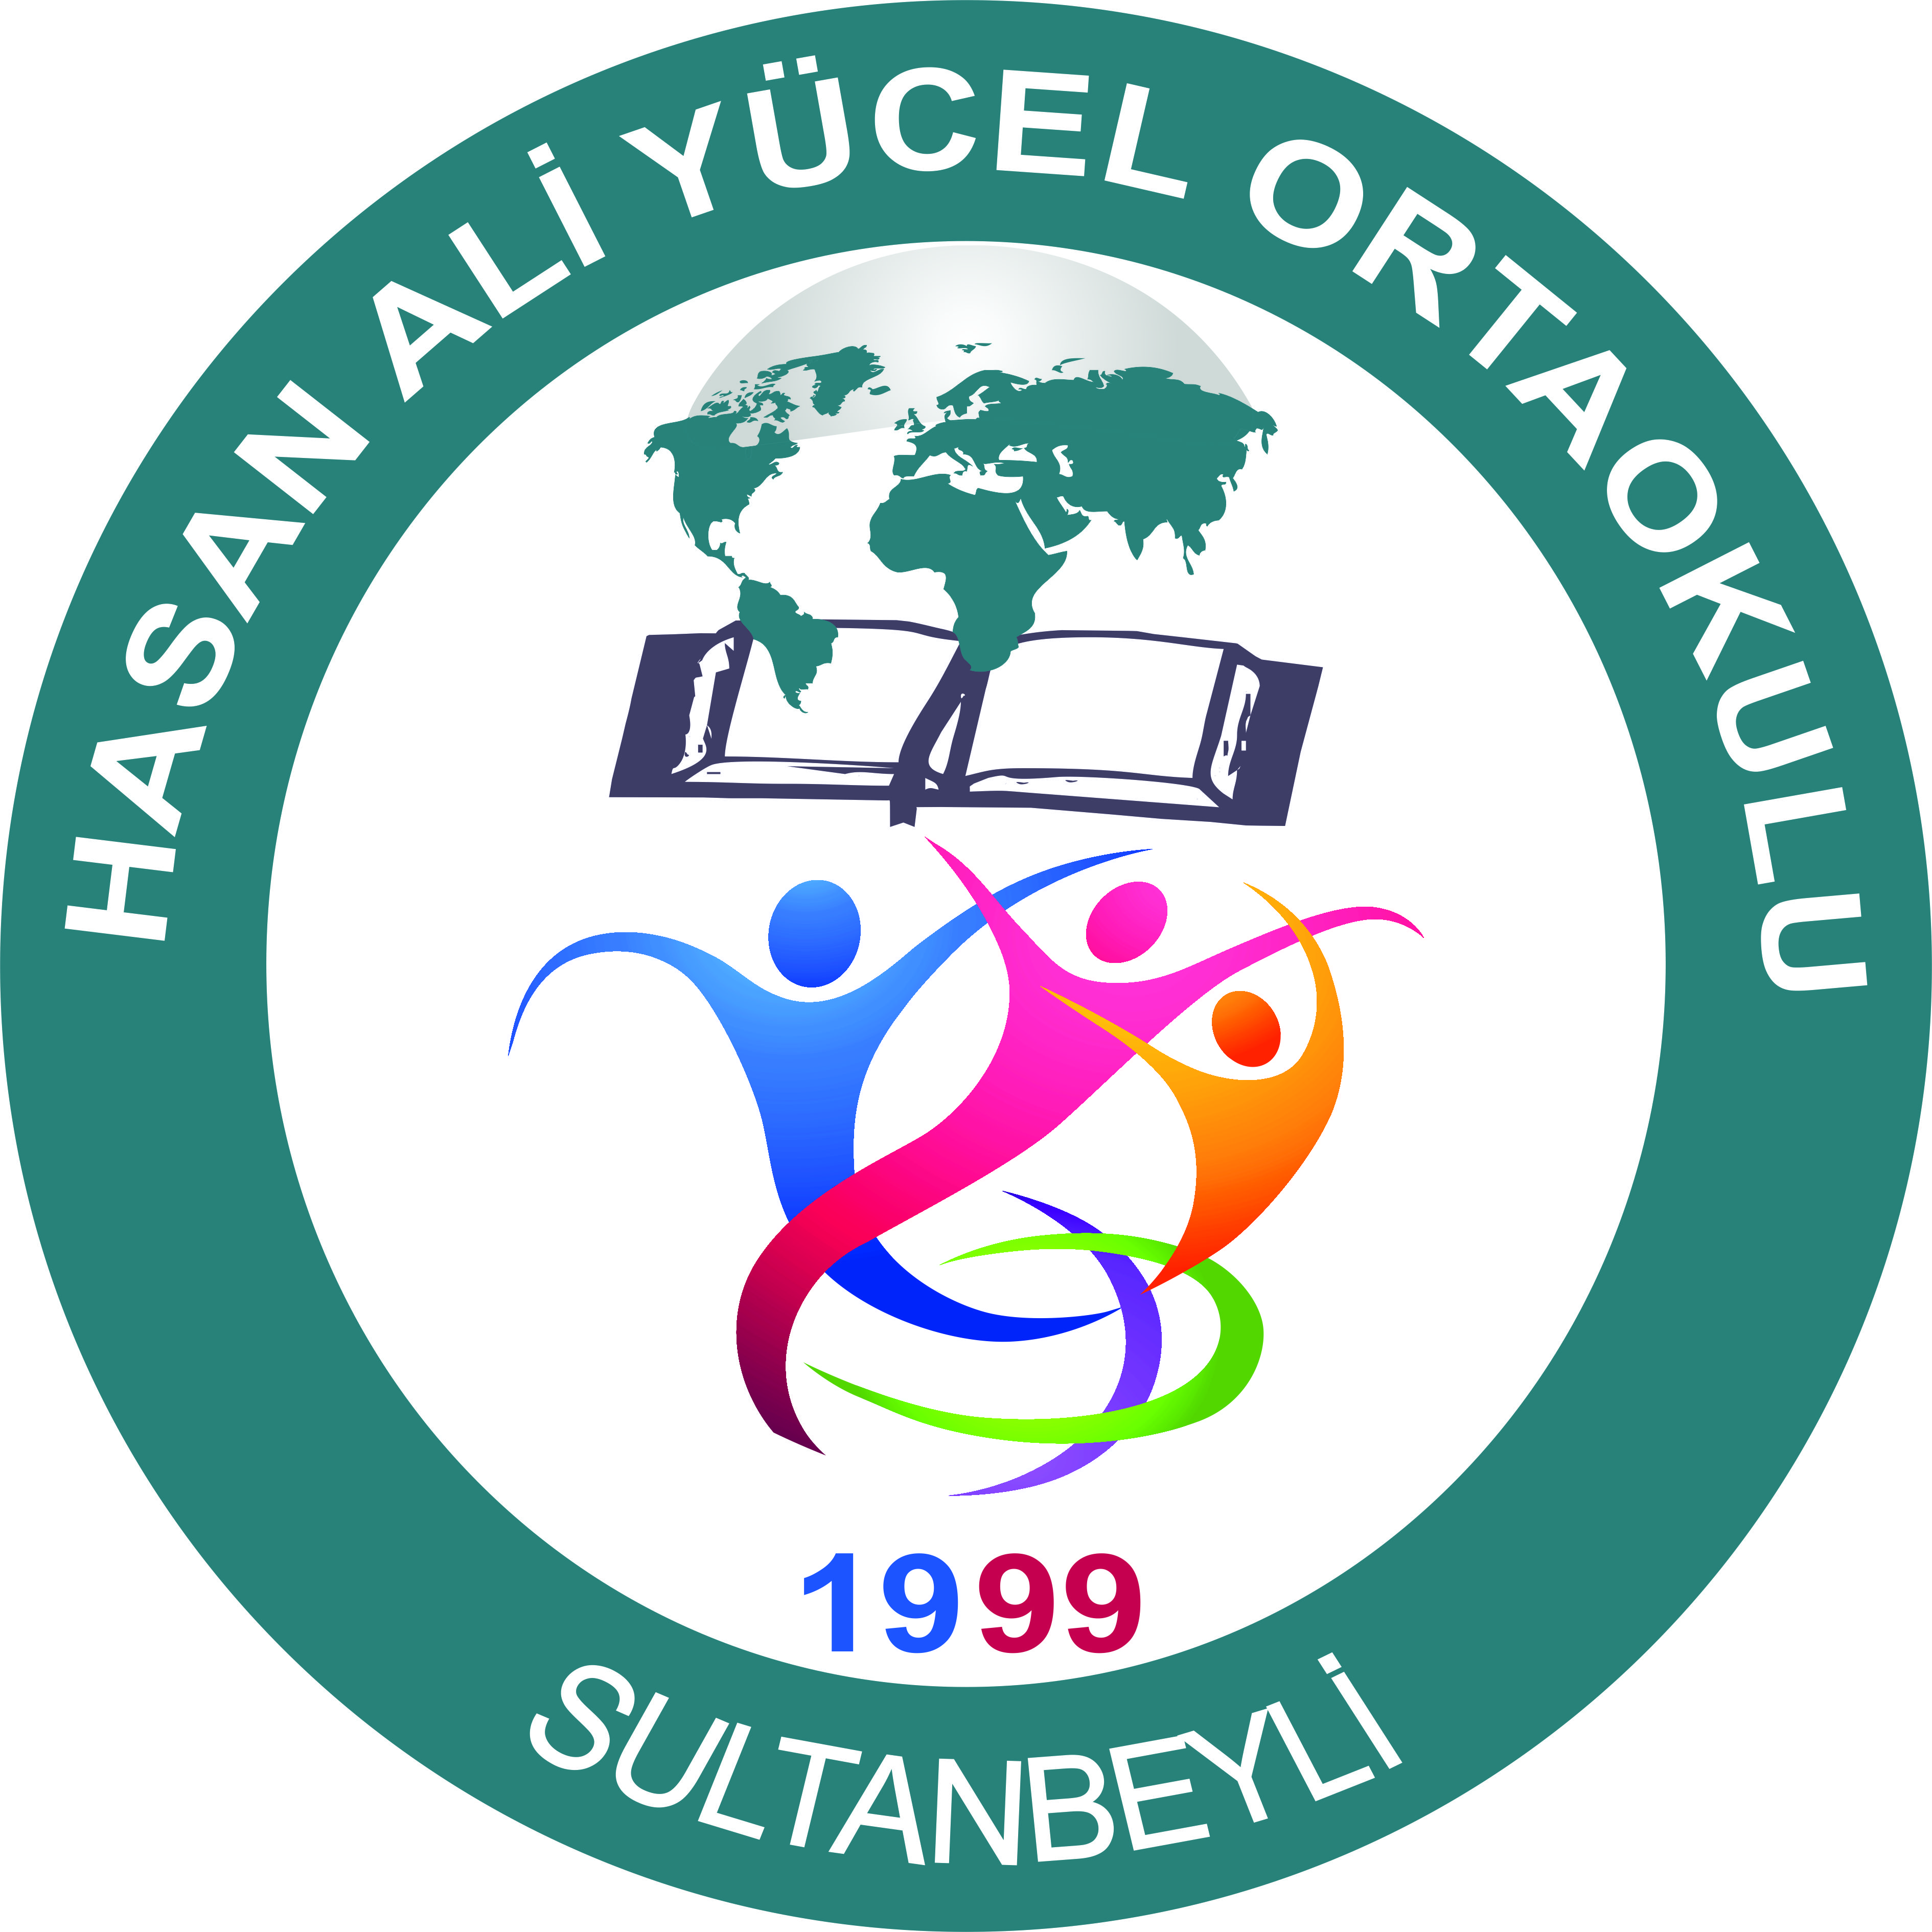 HASAN ALİ YÜCEL ORTAOKULU
1999
SULTANBEYLİ